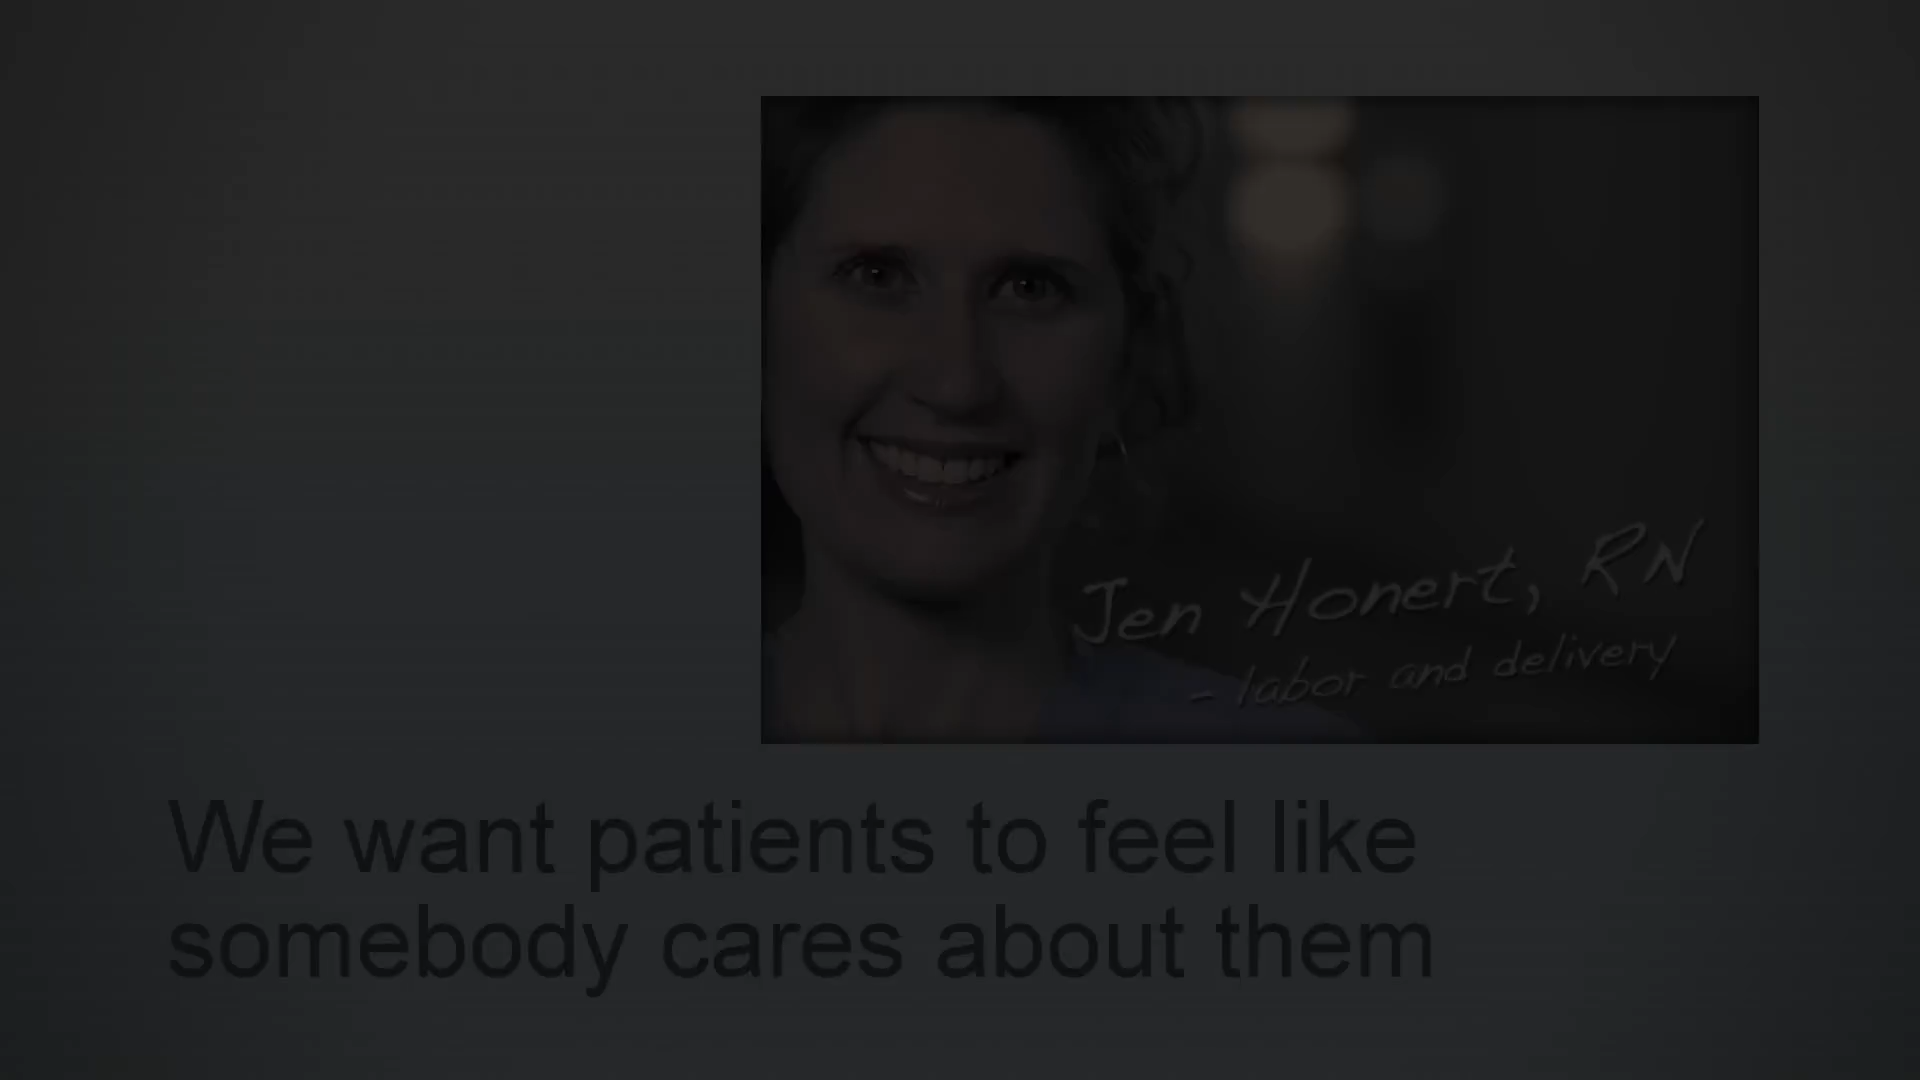 Jen Honert, RN
- labor and delivery
We want patients to feel like
somebody cares about them